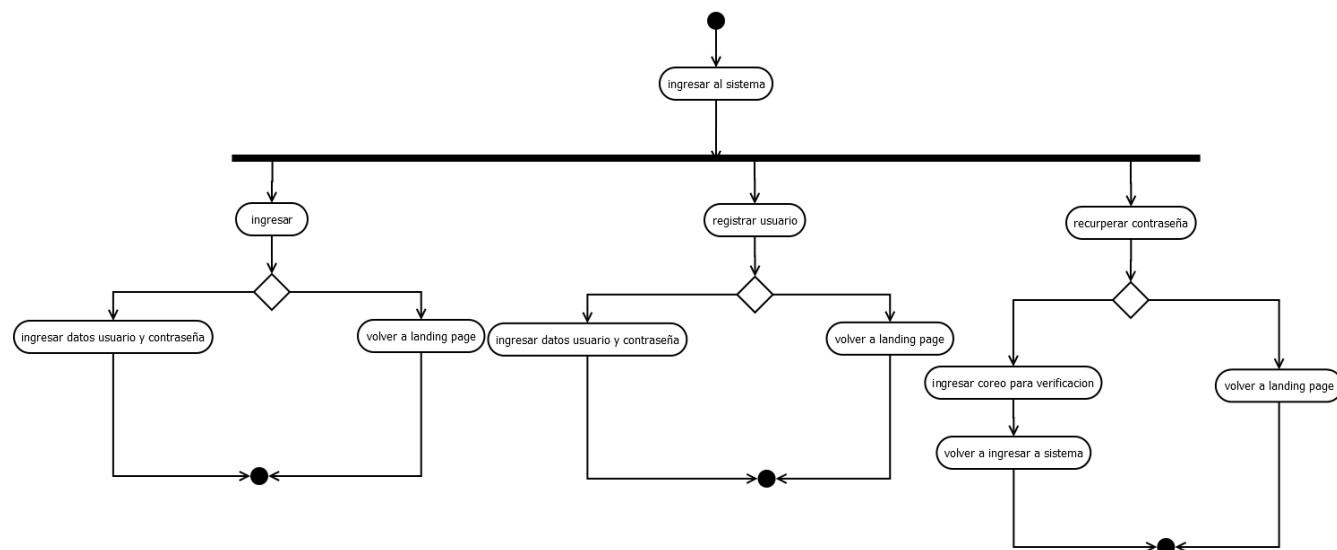 ingresar al sistema
ingresar
registrar usuario
recurperar contraseña
ingresar datos usuario y contraseña
volver a landing page
ingresar datos usuario y contraseña
volver a landing page
ingresar coreo para verificacion
volver a landing page
volver a ingresar a sistema